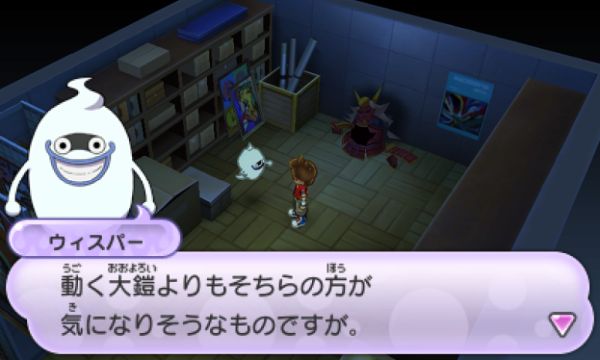 ウィスパー
動く大鎧よりもそちらの方が
気になりそうなものですが。